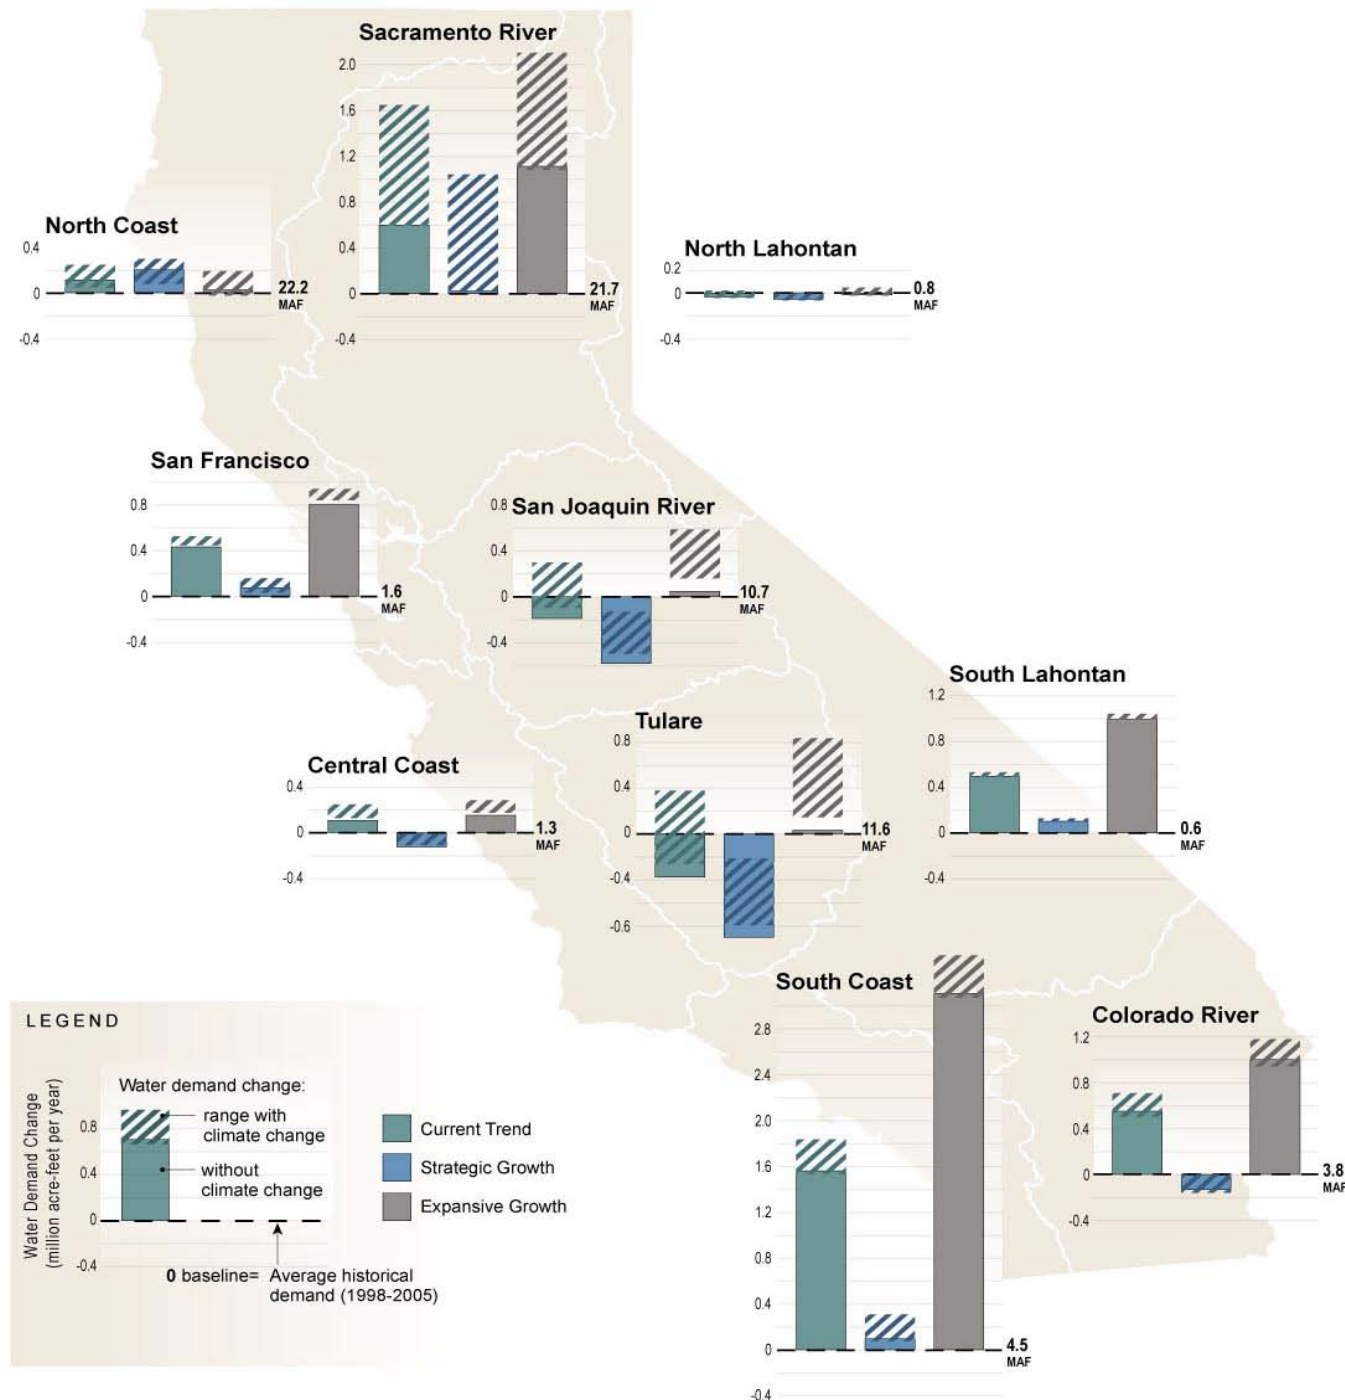 Sacramento River
2.0
1.6
1.2
0.8
0.4
0
-0.4
21.7
MAF
North Coast
0.4
0
-0.4
22.2
MAF
North Lahontan
0.2
0
-0.4
0.8
MAF
San Francisco
0.8
0.4
0
-0.4
1.6
MAF
San Joaquin River
0.8
0.4
0
-0.4
10.7
MAF
South Lahontan
1.2
0.8
0.4
0
-0.4
0.6
MAF
Tulare
0.8
0.4
0
-0.4
-0.6
11.6
MAF
Central Coast
0.4
0
-0.4
1.3
MAF
South Coast
2.8
2.4
2.0
1.6
1.2
0.8
0.4
0
-0.4
4.5
MAF
Colorado River
1.2
0.8
0.4
0
-0.4
3.8
MAF
LEGEND
Water Demand Change
(million acre-feet per year)
0.8
0.4
0
-0.4
Water demand change:
range with
climate change
without
climate change
0 baseline= Average historical
demand (1998-2005)
Current Trend
Strategic Growth
Expansive Growth